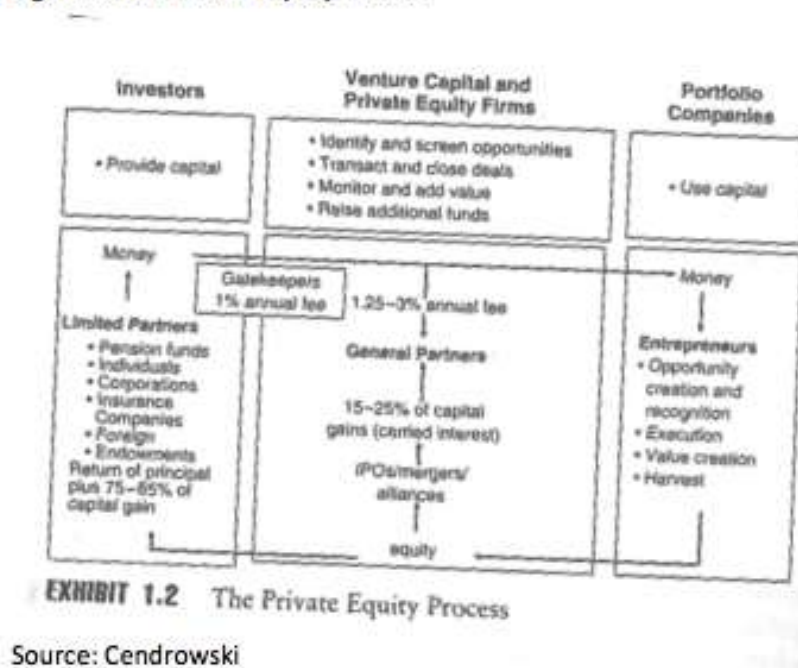 Investors
Venture Capital and
Private Equity Firms
Portfolio
Companies
• Provide capital
• Identify and screen opportunities
• Transact and close deals
• Monitor and add value
• Raise additional funds
• Use capital
Money
Gatekeepers
1% annual fee
1.25–3% annual fee
Money
Limited Partners
• Pension funds
• Individuals
• Corporations
• Insurance
Companies
• Foreign
• Endowments
Return of principal
plus 75–85% of
capital gain
General Partners
15–25% of capital
gains (carried interest)
IPOs/mergers/
alliances
equity
Entrepreneurs
• Opportunity
creation and
recognition
• Execution
• Value creation
• Harvest
EXHIBIT 1.2 The Private Equity Process
Source: Cendrowski